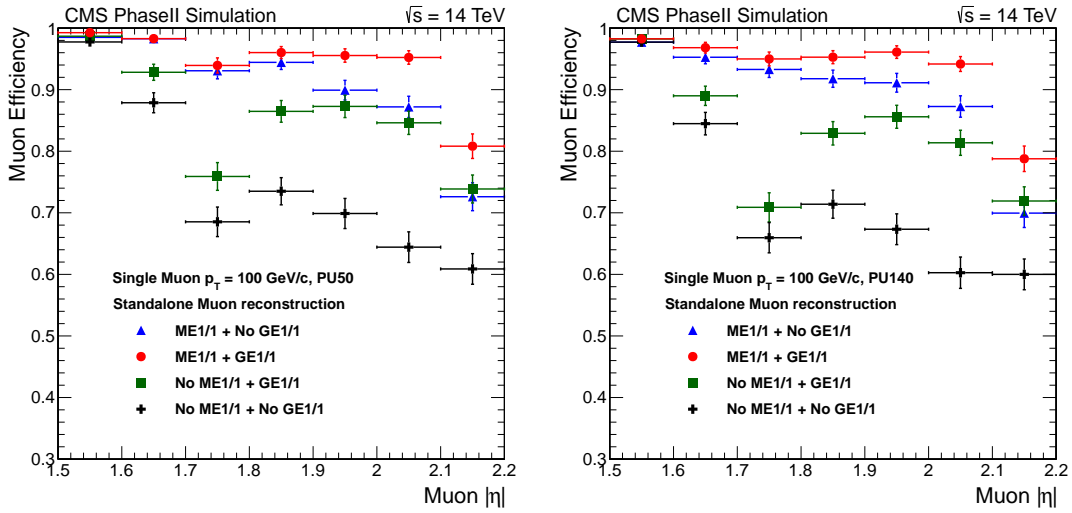 CMS PhaseII Simulation
√s = 14 TeV
Muon Efficiency
1
0.9
0.8
0.7
0.6
0.5
0.4
0.3
Single Muon p_T = 100 GeV/c, PU50
Standalone Muon reconstruction
ME1/1 + No GE1/1
ME1/1 + GE1/1
No ME1/1 + GE1/1
No ME1/1 + No GE1/1
1.5 1.6 1.7 1.8 1.9 2 2.1 2.2
Muon |η|
CMS PhaseII Simulation
√s = 14 TeV
Muon Efficiency
1
0.9
0.8
0.7
0.6
0.5
0.4
0.3
Single Muon p_T = 100 GeV/c, PU140
Standalone Muon reconstruction
ME1/1 + No GE1/1
ME1/1 + GE1/1
No ME1/1 + GE1/1
No ME1/1 + No GE1/1
1.5 1.6 1.7 1.8 1.9 2 2.1 2.2
Muon |η|